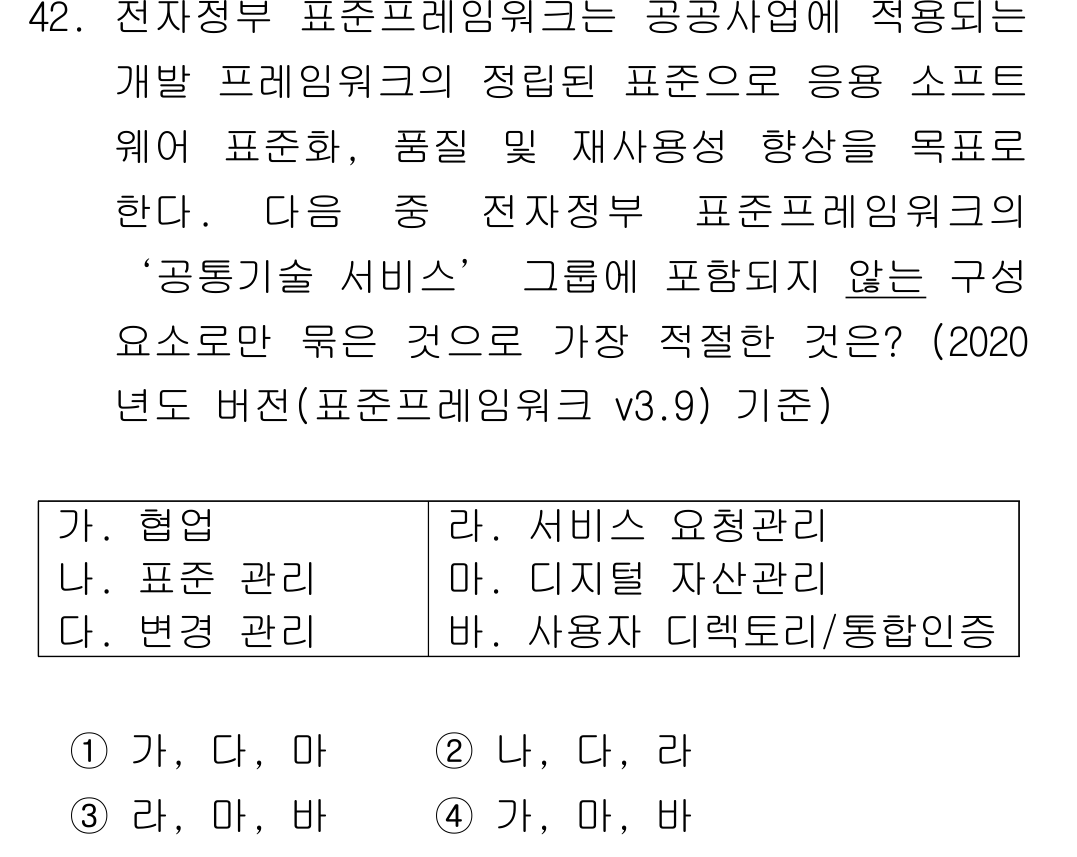 42. 전자정부 표준프레임워크는 공공사업에 적용되는
개발 프레임워크의 정립된 표준으로 응용 소프트
웨어 표준화, 품질 및 재사용성 향상을 목표로
한다. 다음 중 전자정부 표준프레임워크의
‘공통기술 서비스’ 그룹에 포함되지 않는 구성
요소로만 묶은 것으로 가장 적절한 것은? (2020
년도 버전(표준프레임워크 v3.9) 기준)
가. 협업
나. 표준 관리
다. 변경 관리
라. 서비스 요청관리
마. 디지털 자산관리
바. 사용자 디렉토리/통합인증
① 가, 다, 마 ② 나, 다, 라
③ 라, 마, 바 ④ 가, 마, 바